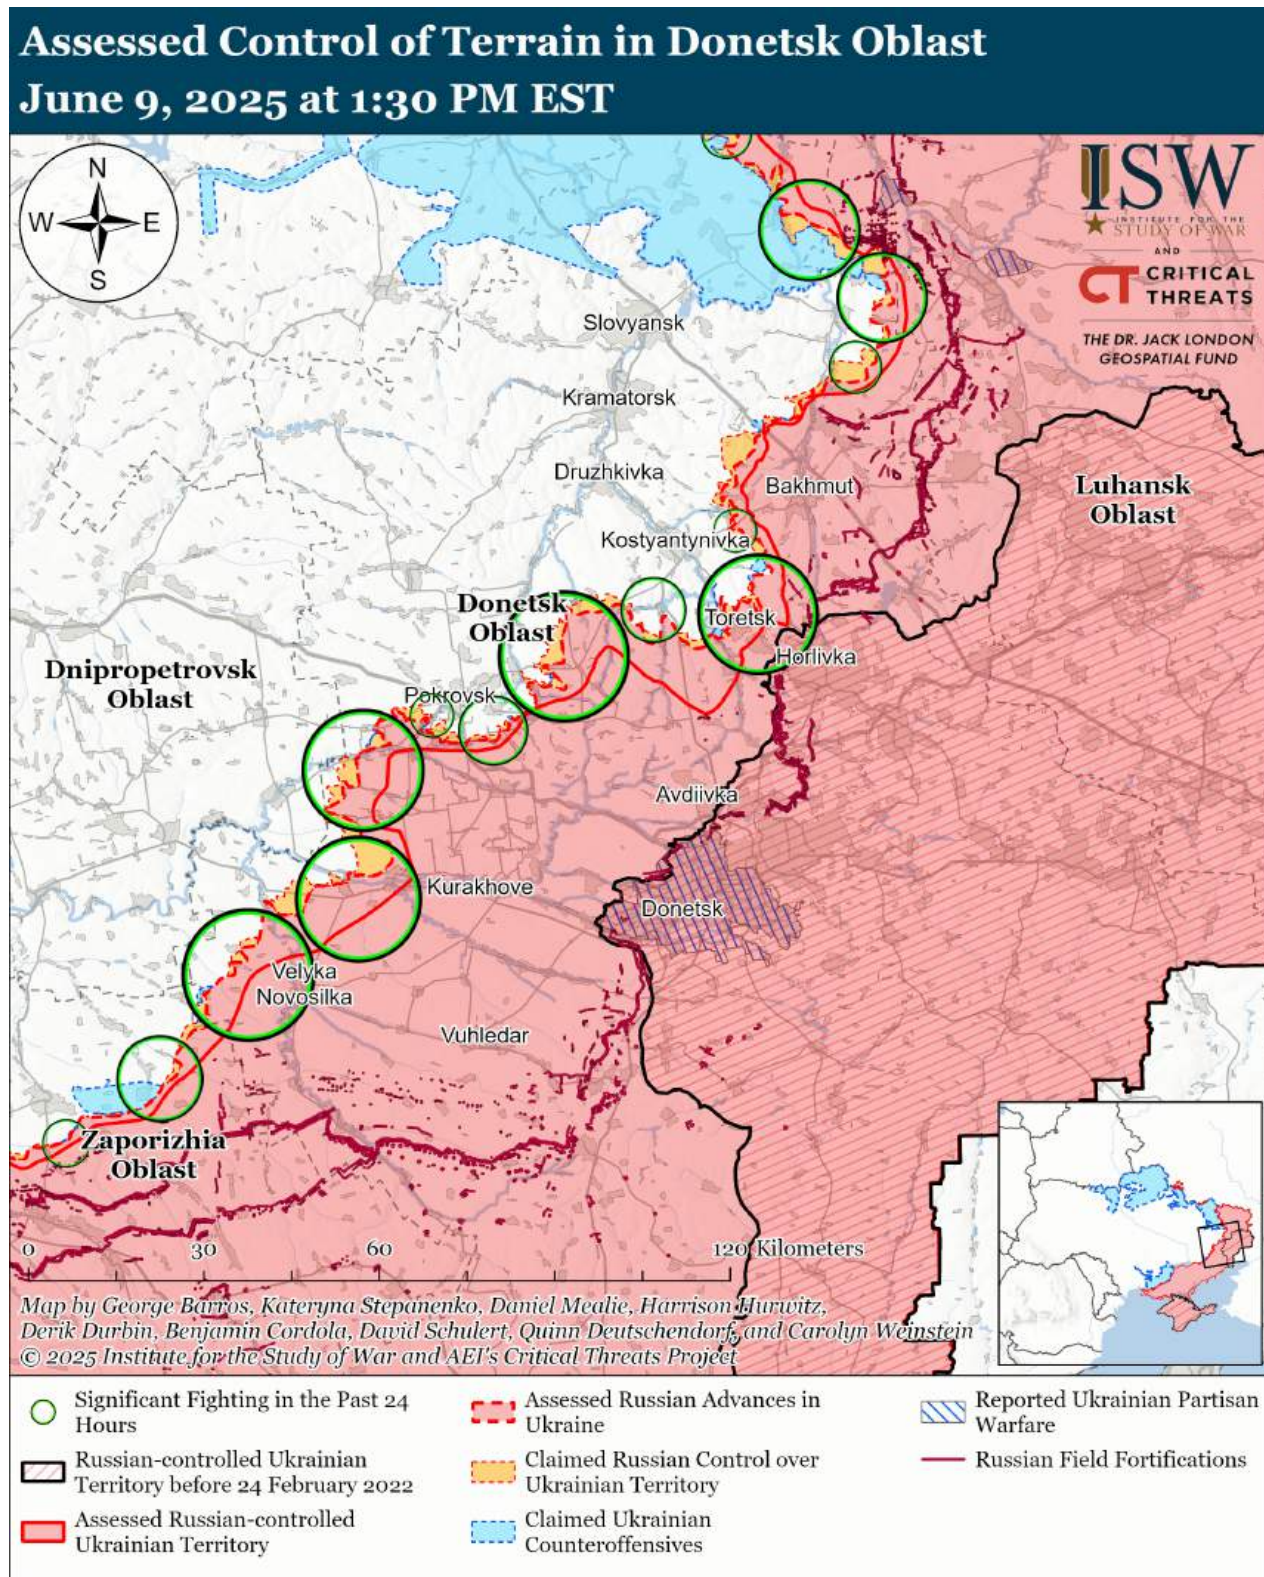 Assessed Control of Terrain in Donetsk Oblast
June 9, 2025 at 1:30 PM EST
N
W
E
S
ISW
INSTITUTE FOR THE
STUDY OF WAR
AND
CT CRITICAL
THREATS
THE DR. JACK LONDON
GEOSPATIAL FUND
Slovyansk
Kramatorsk
Druzhkivka
Bakhmut
Luhansk
Oblast
Kostyantynivka
Donetsk
Oblast
Toretsk
Horlivka
Dnipropetrovsk
Oblast
Pokrovsk
Avdiivka
Kurakhove
Donetsk
Velyka
Novosilka
Vuhledar
Zaporizhia
Oblast
0 30 60 120 Kilometers
Map by George Barros, Kateryna Stepanenko, Daniel Mealie, Harrison Hurwitz,
Derik Durbin, Benjamin Cordola, David Schulert, Quinn Deutschendorf, and Carolyn Weinstein
© 2025 Institute for the Study of War and AEI's Critical Threats Project
Significant Fighting in the Past 24
Hours
Russian-controlled Ukrainian
Territory before 24 February 2022
Assessed Russian-controlled
Ukrainian Territory
Assessed Russian Advances in
Ukraine
Claimed Russian Control over
Ukrainian Territory
Claimed Ukrainian
Counteroffensives
Reported Ukrainian Partisan
Warfare
Russian Field Fortifications